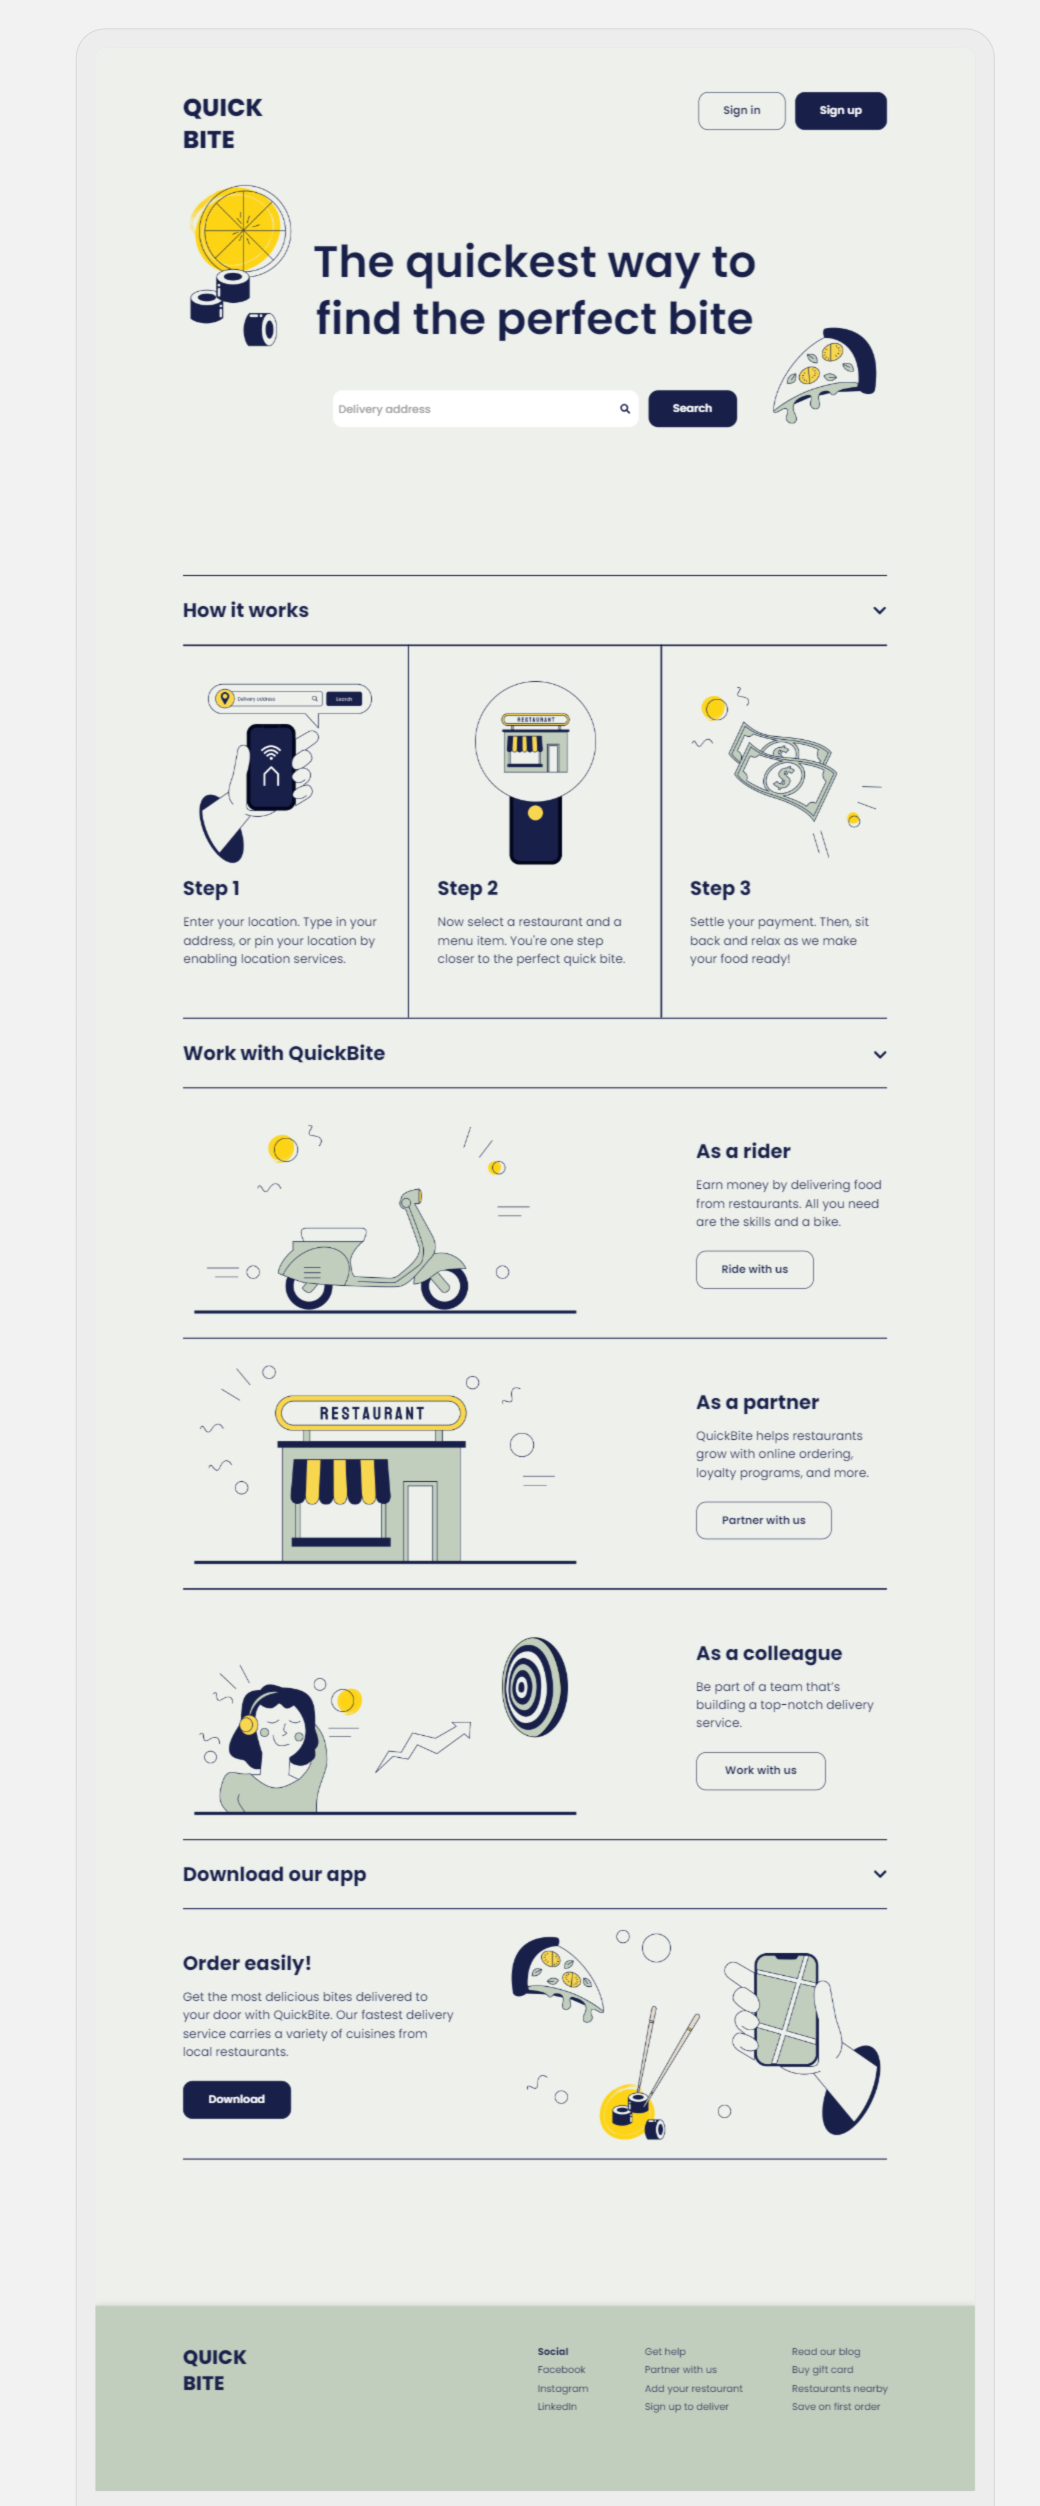 QUICK
BITE
Sign in
Sign up
The quickest way to
find the perfect bite
Delivery address
Search
How it works
Delivery address
Search
RESTAURANT
Step 1
Enter your location. Type in your
address, or pin your location by
enabling location services.
Step 2
Now select a restaurant and a
menu item. You're one step
closer to the perfect quick bite.
Step 3
Settle your payment. Then, sit
back and relax as we make
your food ready!
Work with QuickBite
As a rider
Earn money by delivering food
from restaurants. All you need
are the skills and a bike.
Ride with us
RESTAURANT
As a partner
QuickBite helps restaurants
grow with online ordering,
loyalty programs, and more.
Partner with us
As a colleague
Be part of a team that's
building a top-notch delivery
service.
Work with us
Download our app
Order easily!
Get the most delicious bites delivered to
your door with QuickBite. Our fastest delivery
service carries a variety of cuisines from
local restaurants.
Download
QUICK
BITE
Social
Facebook
Instagram
LinkedIn
Get help
Partner with us
Add your restaurant
Sign up to deliver
Read our blog
Buy gift card
Restaurants nearby
Save on first order